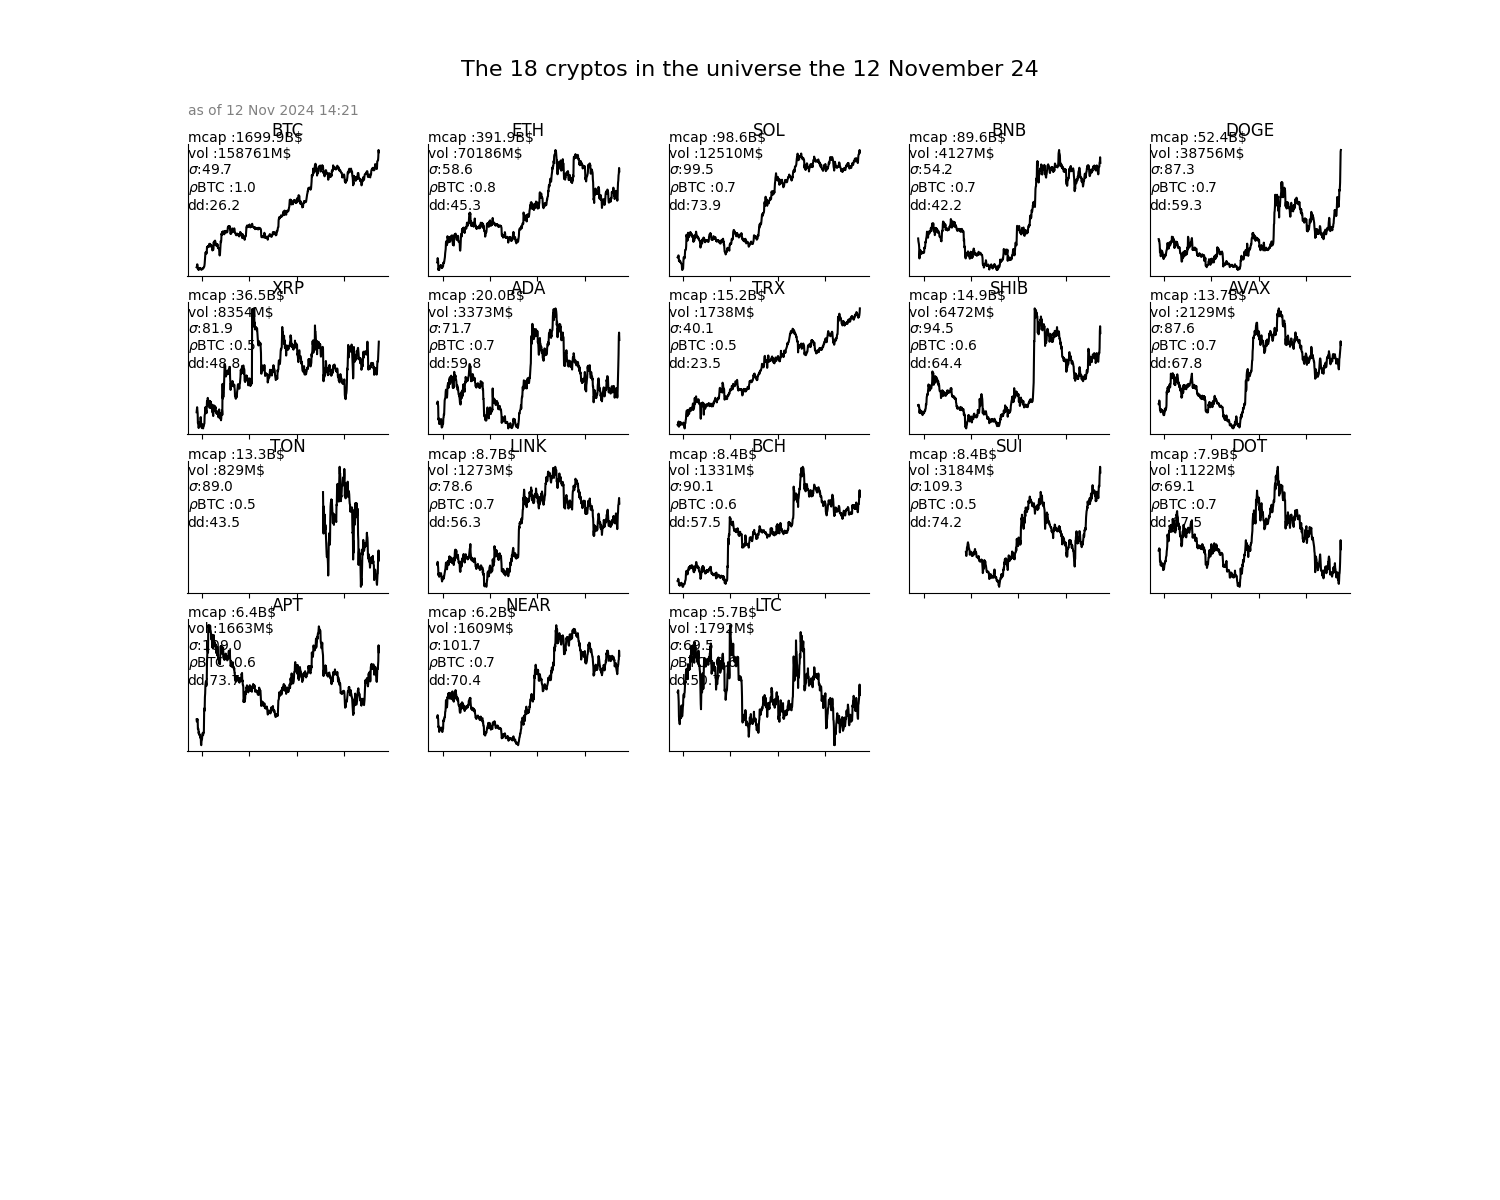 The 18 cryptos in the universe the 12 November 24
as of 12 Nov 2024 14:21
BTC
mcap :1699.9B$
vol :158761M$
σ:49.7
ρBTC :1.0
dd:26.2
ETH
mcap :391.9B$
vol :70186M$
σ:58.6
ρBTC :0.8
dd:45.3
SOL
mcap :98.6B$
vol :12510M$
σ:99.5
ρBTC :0.7
dd:73.9
BNB
mcap :89.6B$
vol :4127M$
σ:54.2
ρBTC :0.7
dd:42.2
DOGE
mcap :52.4B$
vol :38756M$
σ:87.3
ρBTC :0.7
dd:59.3
XRP
mcap :36.5B$
vol :8354M$
σ:81.9
ρBTC :0.5
dd:48.8
ADA
mcap :20.0B$
vol :3373M$
σ:71.7
ρBTC :0.7
dd:59.8
TRX
mcap :15.2B$
vol :1738M$
σ:40.1
ρBTC :0.5
dd:23.5
SHIB
mcap :14.9B$
vol :6472M$
σ:94.5
ρBTC :0.6
dd:64.4
AVAX
mcap :13.7B$
vol :2129M$
σ:87.6
ρBTC :0.7
dd:67.8
TON
mcap :13.3B$
vol :829M$
σ:89.0
ρBTC :0.5
dd:43.5
LINK
mcap :8.7B$
vol :1273M$
σ:78.6
ρBTC :0.7
dd:56.3
BCH
mcap :8.4B$
vol :1331M$
σ:90.1
ρBTC :0.6
dd:57.5
SUI
mcap :8.4B$
vol :3184M$
σ:109.3
ρBTC :0.5
dd:74.2
DOT
mcap :7.9B$
vol :1122M$
σ:69.1
ρBTC :0.7
APT
mcap :6.4B$
vol :1663M$
ρBTC :0.6
NEAR
mcap :6.2B$
vol :1609M$
σ:101.7
ρBTC :0.7
dd:70.4
LTC
mcap :5.7B$
vol :1792M$
σ:69.5
ρBTC